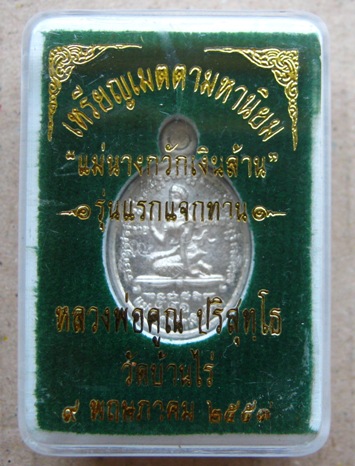 เหรียญเมตตามหานิยม
"แม่นางกวักเงินล้าน"
รุ่นแรกแจกทาน
หลวงพ่อคูณ ปริสุทฺโธ
วัดบ้านไร่
๙ พฤษภาคม ๒๕๕๗